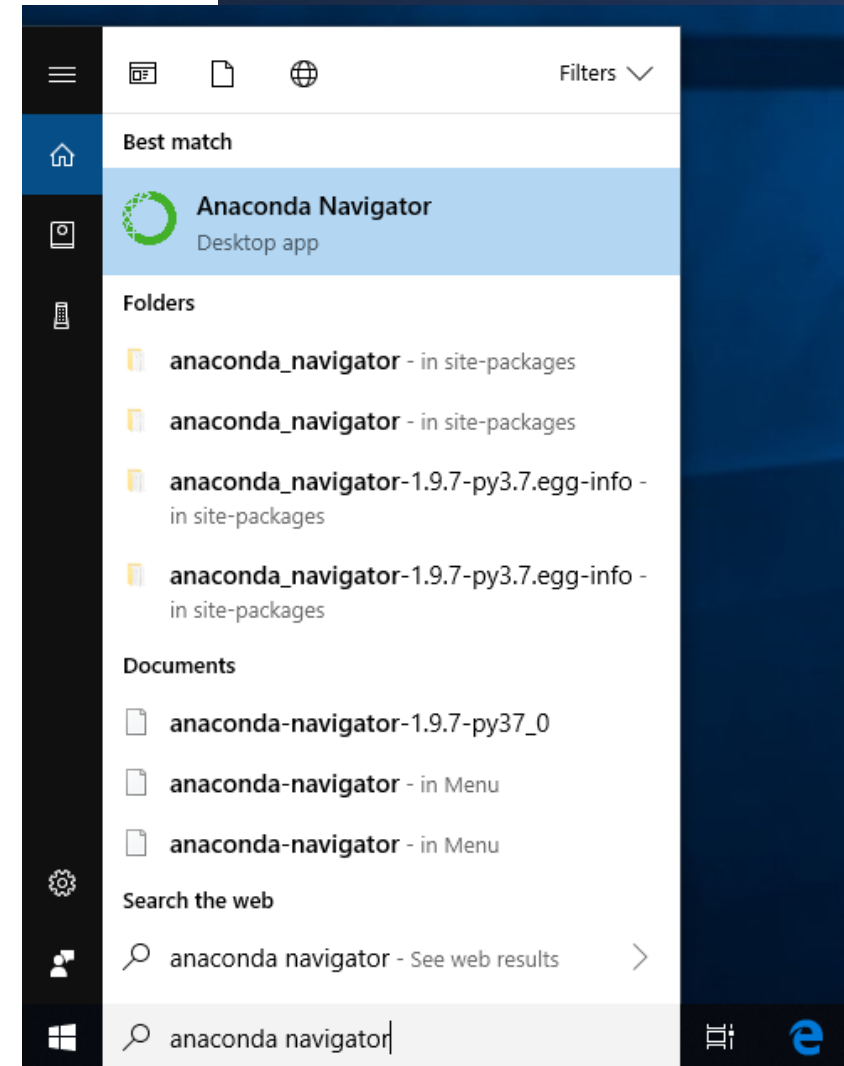 Filters
Best match
Anaconda Navigator
Desktop app
Folders
anaconda_navigator - in site-packages
anaconda_navigator - in site-packages
anaconda_navigator-1.9.7-py3.7.egg-info -
in site-packages
anaconda_navigator-1.9.7-py3.7.egg-info -
in site-packages
Documents
anaconda-navigator-1.9.7-py37_0
anaconda-navigator - in Menu
anaconda-navigator - in Menu
Search the web
anaconda navigator - See web results
anaconda navigator